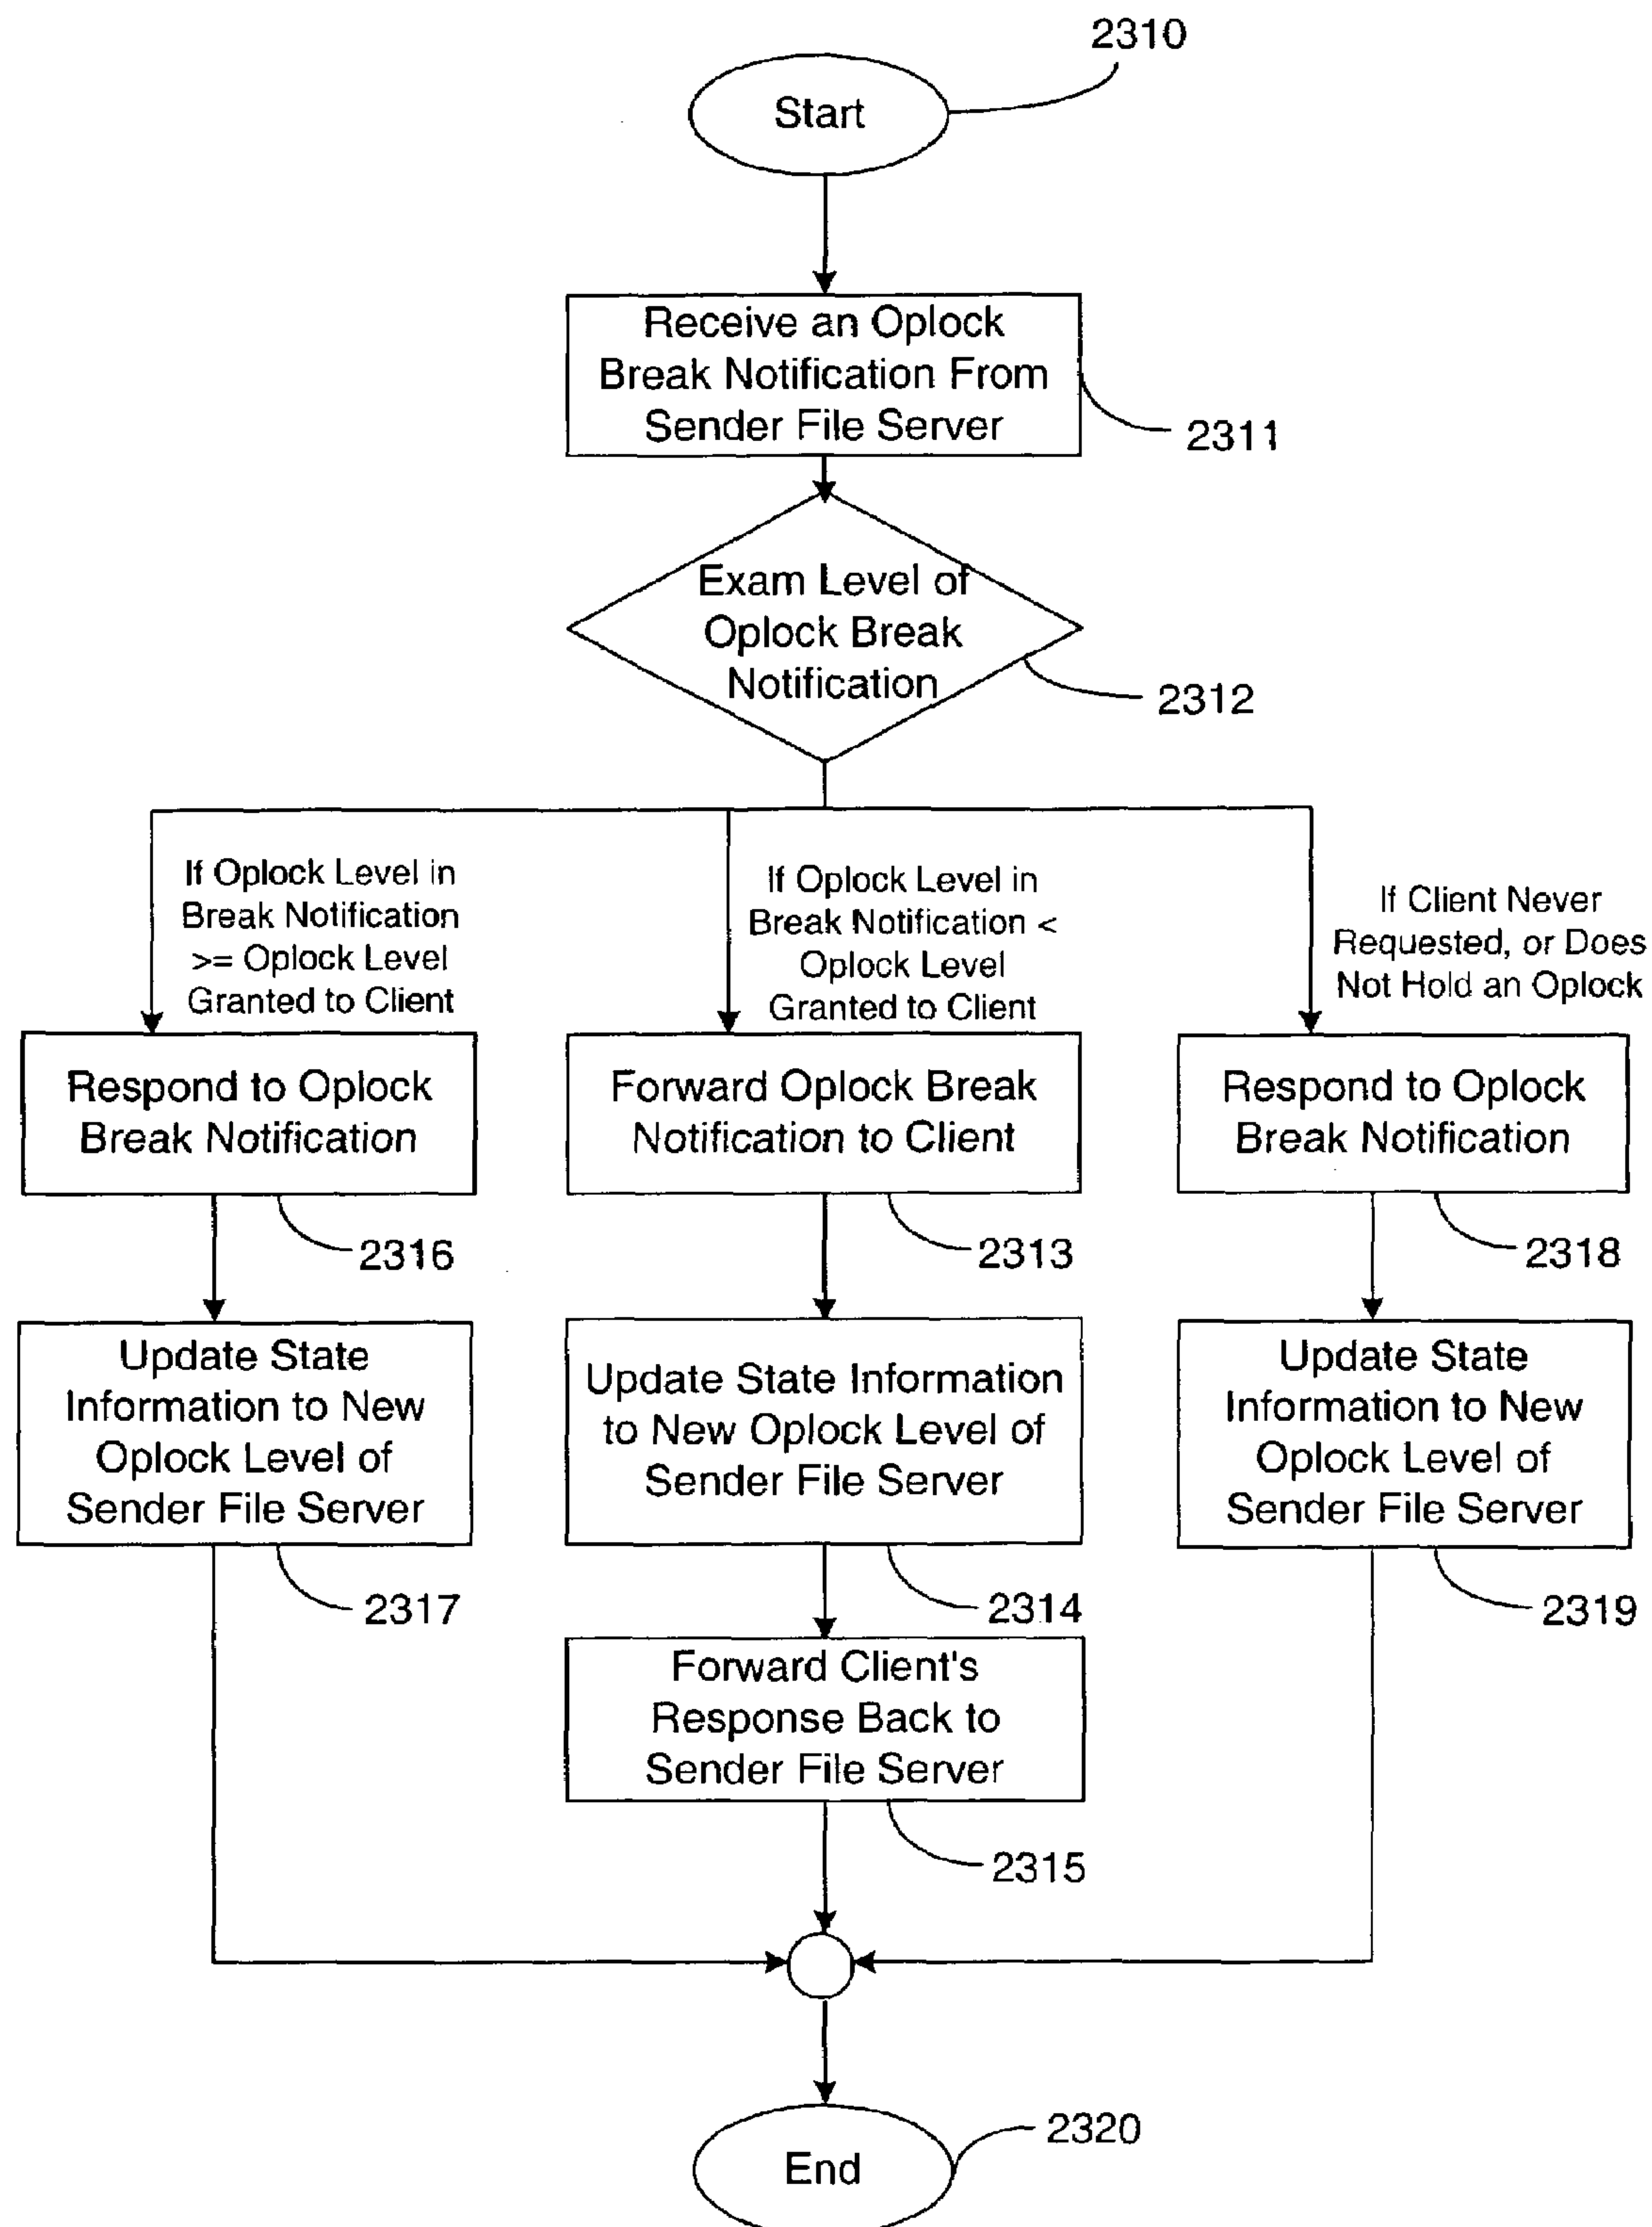 2310
Start
Receive an Oplock
Break Notification From
Sender File Server
2311
Exam Level of
Oplock Break
Notification
2312
If Oplock Level in
Break Notification
>= Oplock Level
Granted to Client
If Oplock Level in
Break Notification <
Oplock Level
Granted to Client
If Client Never
Requested, or Does
Not Hold an Oplock
Respond to Oplock
Break Notification
2316
Forward Oplock Break
Notification to Client
2313
Respond to Oplock
Break Notification
2318
Update State
Information to New
Oplock Level of
Sender File Server
2317
Update State Information
to New Oplock Level of
Sender File Server
2314
Update State
Information to New
Oplock Level of
Sender File Server
2319
Forward Client's
Response Back to
Sender File Server
2315
2320
End